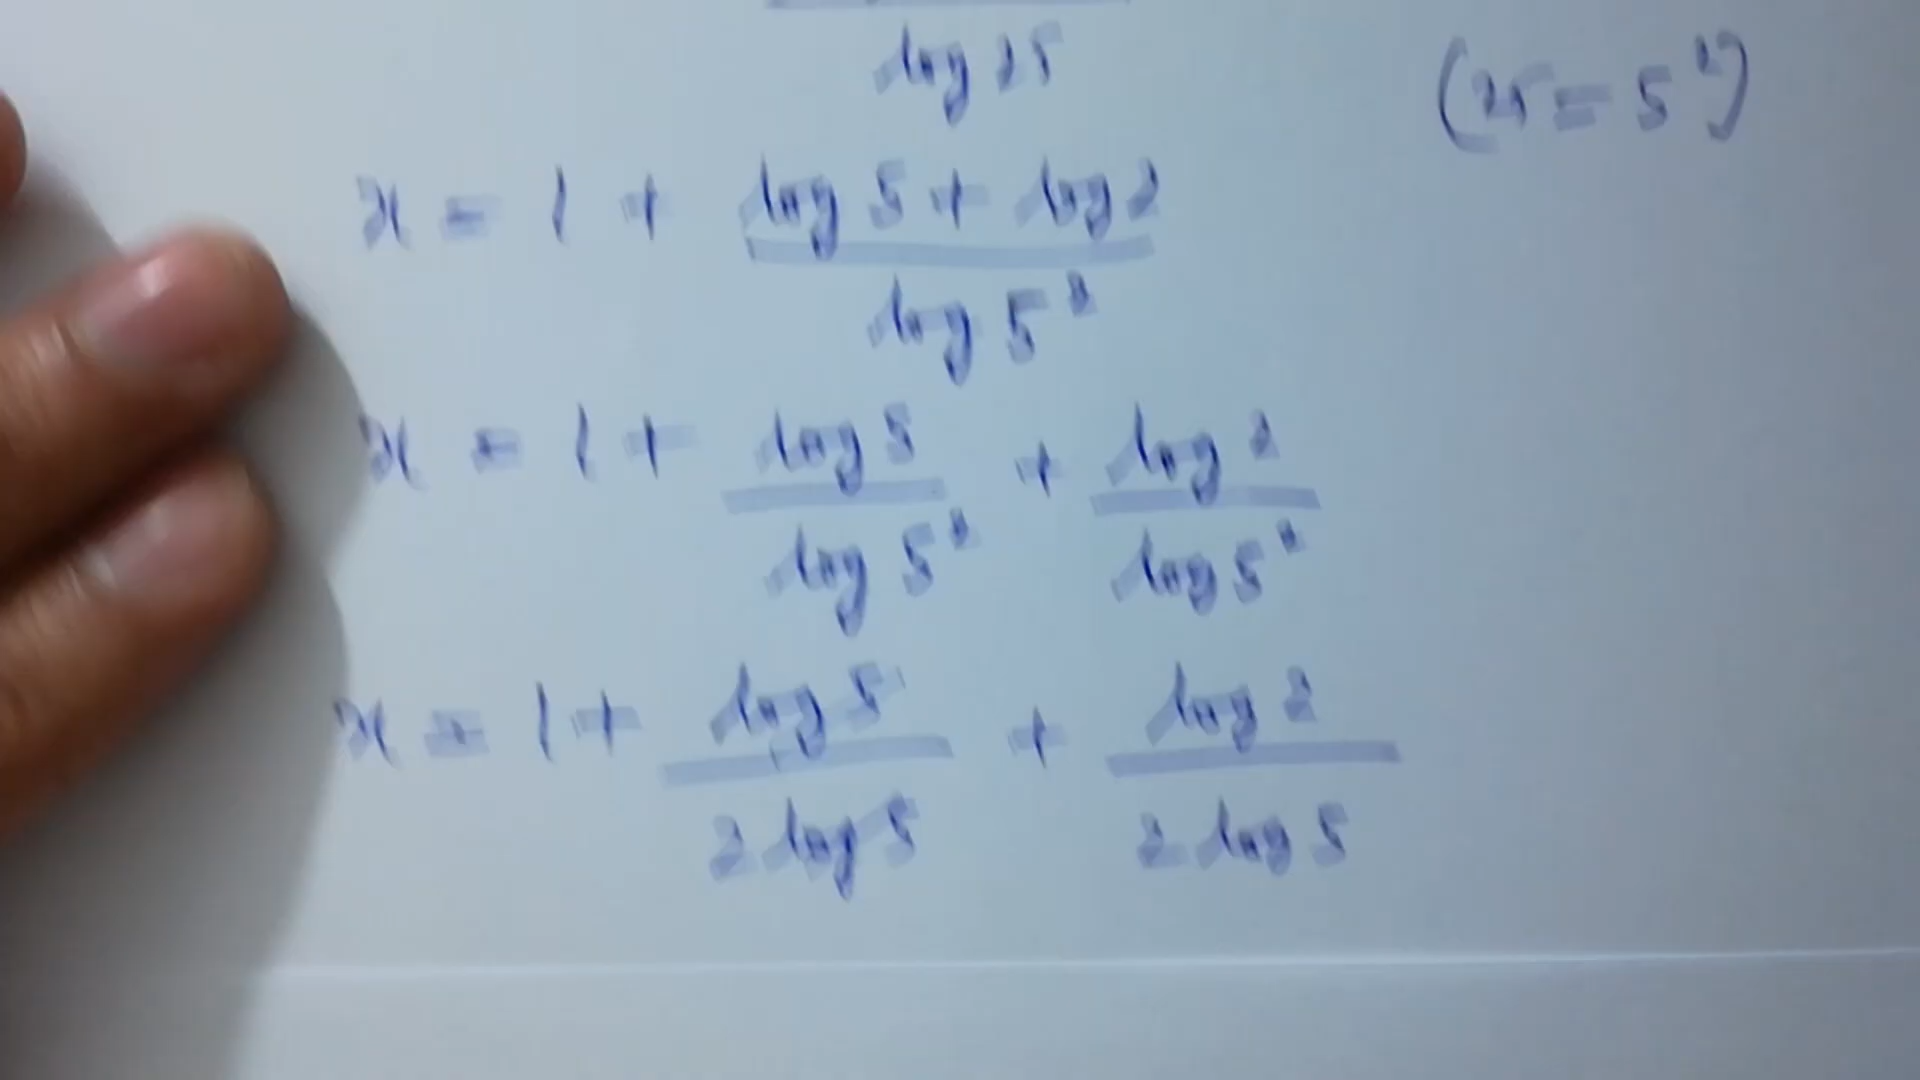 log 25
(25 = 5²)
x = 1 + (log 5 + log 2) / (log 5²)
x = 1 + (log 5) / (log 5²) + (log 2) / (log 5²)
x = 1 + (log 5) / (2 log 5) + (log 2) / (2 log 5)